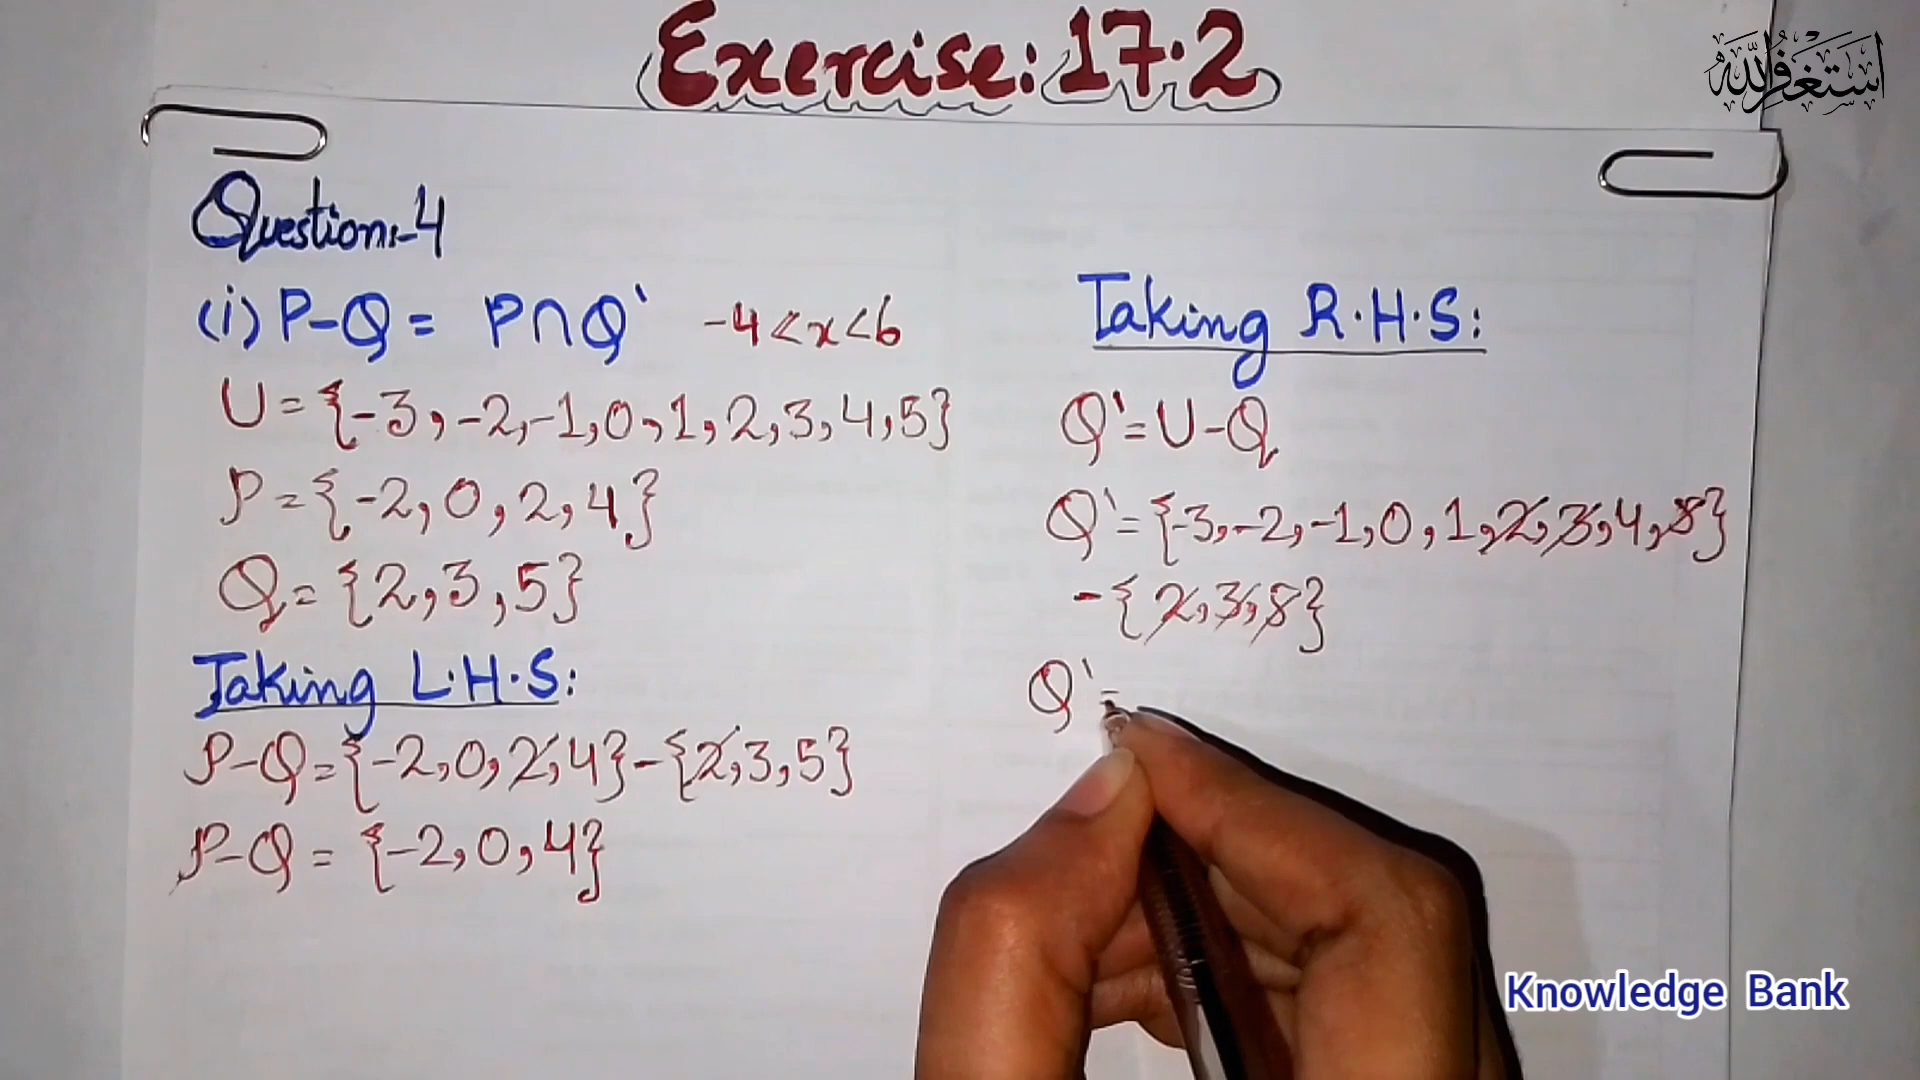 Exercise: 17.2
أستغفر الله
Question:-4
(i) P-Q = P∩Q' -4<x<6
U = {-3, -2, -1, 0, 1, 2, 3, 4, 5}
P = {-2, 0, 2, 4}
Q = {2, 3, 5}
Taking L.H.S:
P-Q = {-2, 0, 2, 4} - {2, 3, 5}
P-Q = {-2, 0, 4}
Taking R.H.S:
Q' = U-Q
Q' = {-3, -2, -1, 0, 1, 2, 3, 4, 5}
-{2, 3, 5}
Q' =
Knowledge Bank